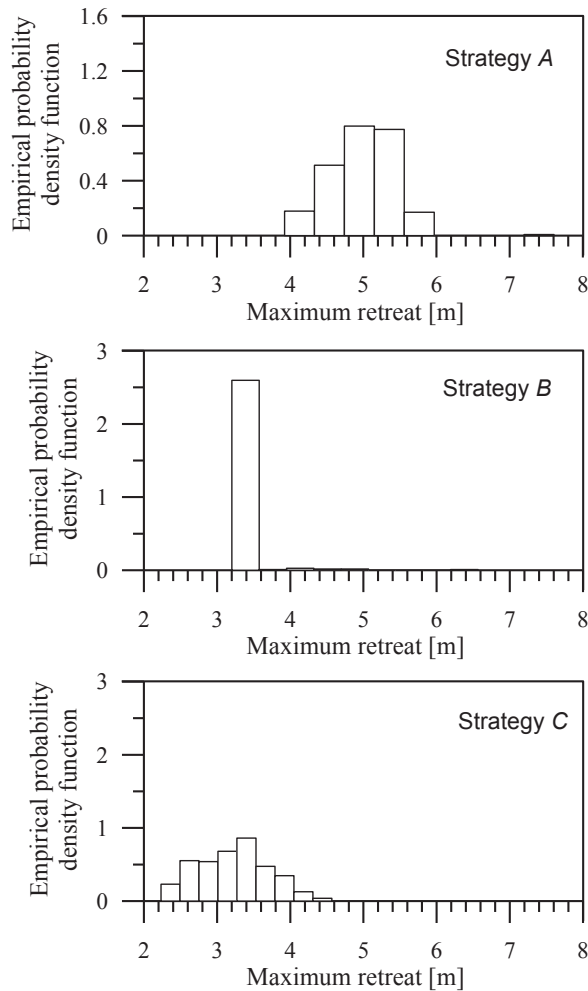 Empirical probability
density function
1.6
1.2
0.8
0.4
0
Strategy A
2 3 4 5 6 7 8
Maximum retreat [m]
Empirical probability
density function
3
2
1
0
Strategy B
2 3 4 5 6 7 8
Maximum retreat [m]
Empirical probability
density function
3
2
1
0
Strategy C
2 3 4 5 6 7 8
Maximum retreat [m]